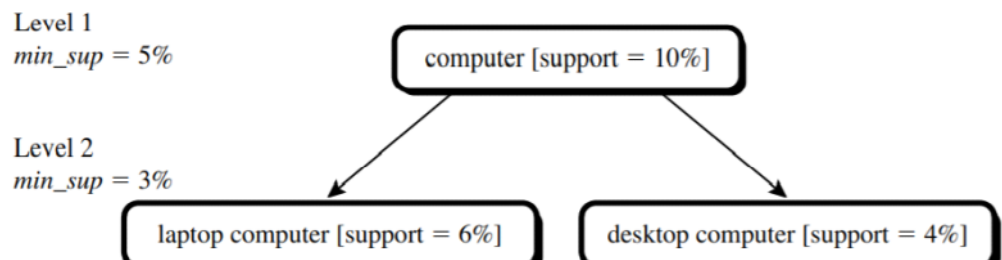 Level 1
min_sup = 5%
computer [support = 10%]
Level 2
min_sup = 3%
laptop computer [support = 6%]
desktop computer [support = 4%]